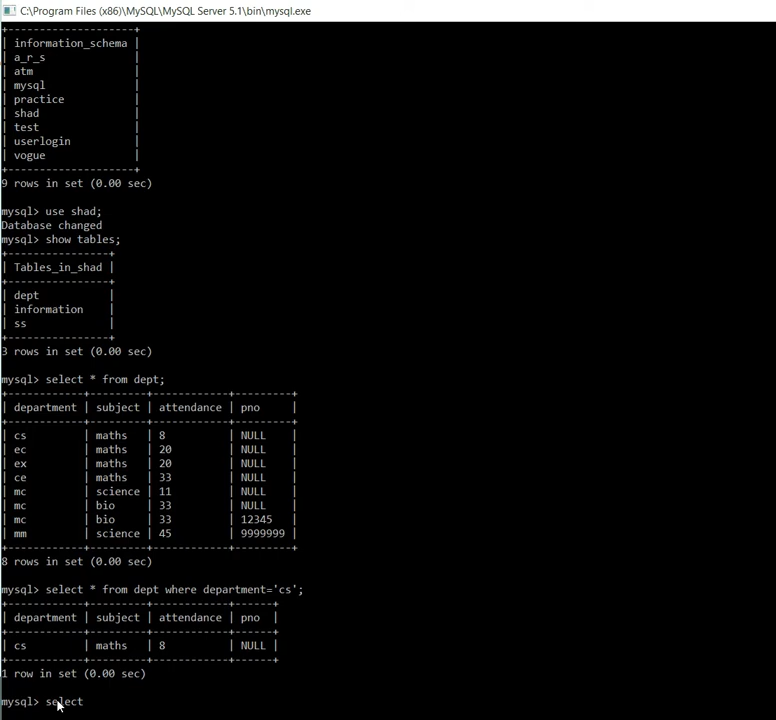 C:\Program Files (x86)\MySQL\MySQL Server 5.1\bin\mysql.exe
+--------------------+
| information_schema |
| a_r_s              |
| atm                |
| mysql              |
| practice           |
| shad               |
| test               |
| userlogin          |
| vogue              |
+--------------------+
9 rows in set (0.00 sec)
mysql> use shad;
Database changed
mysql> show tables;
+----------------+
| Tables_in_shad |
+----------------+
| dept           |
| information    |
| ss             |
+----------------+
3 rows in set (0.00 sec)
mysql> select * from dept;
+------------+---------+------------+---------+
| department | subject | attendance | pno     |
+------------+---------+------------+---------+
| cs         | maths   | 8          | NULL    |
| ec         | maths   | 20         | NULL    |
| ex         | maths   | 20         | NULL    |
| ce         | maths   | 33         | NULL    |
| mc         | science | 11         | NULL    |
| mc         | bio     | 33         | NULL    |
| mc         | bio     | 33         | 12345   |
| mm         | science | 45         | 9999999 |
+------------+---------+------------+---------+
8 rows in set (0.00 sec)
mysql> select * from dept where department='cs';
+------------+---------+------------+------+
| department | subject | attendance | pno  |
+------------+---------+------------+------+
| cs         | maths   | 8          | NULL |
+------------+---------+------------+------+
1 row in set (0.00 sec)
mysql> select